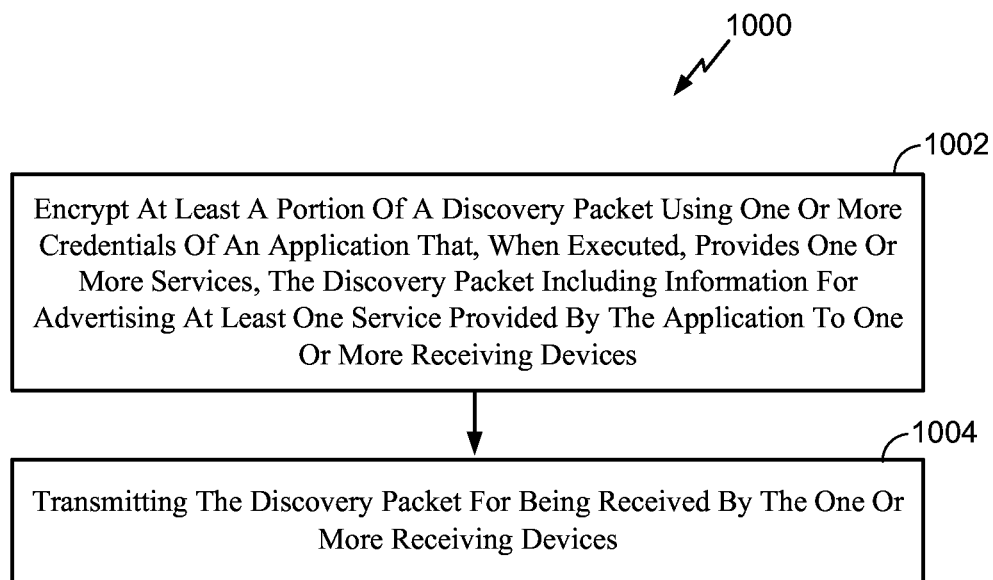 1000
1002
Encrypt At Least A Portion Of A Discovery Packet Using One Or More
Credentials Of An Application That, When Executed, Provides One Or
More Services, The Discovery Packet Including Information For
Advertising At Least One Service Provided By The Application To One
Or More Receiving Devices
1004
Transmitting The Discovery Packet For Being Received By The One Or
More Receiving Devices